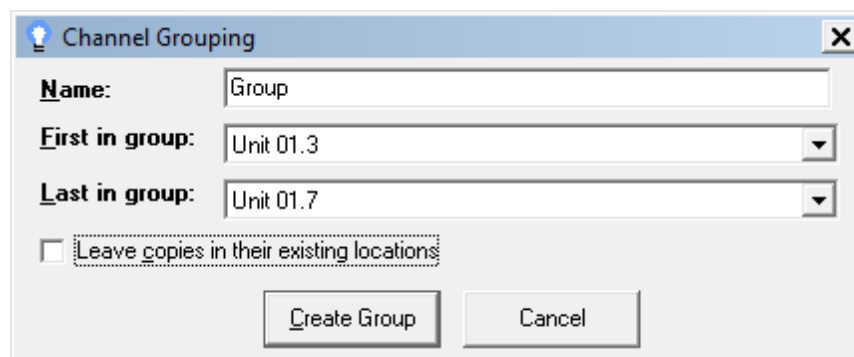 Channel Grouping
Name: Group
First in group: Unit 01.3
Last in group: Unit 01.7
Leave copies in their existing locations
Create Group Cancel